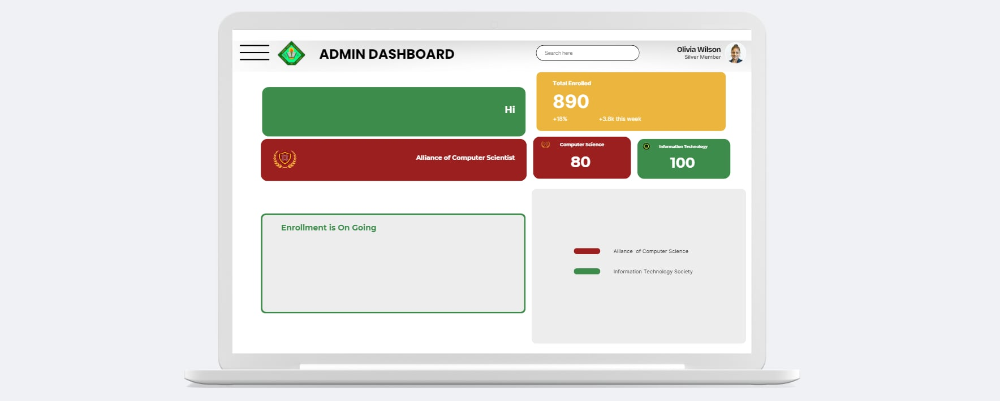 ADMIN DASHBOARD
Search here
Olivia Wilson
Silver Member
Hi
Total Enrolled
890
+18% +3.8k this week
Alliance of Computer Scientist
Computer Science
80
Information Technology
100
Enrollment is On Going
Alliance of Computer Science
Information Technology Society